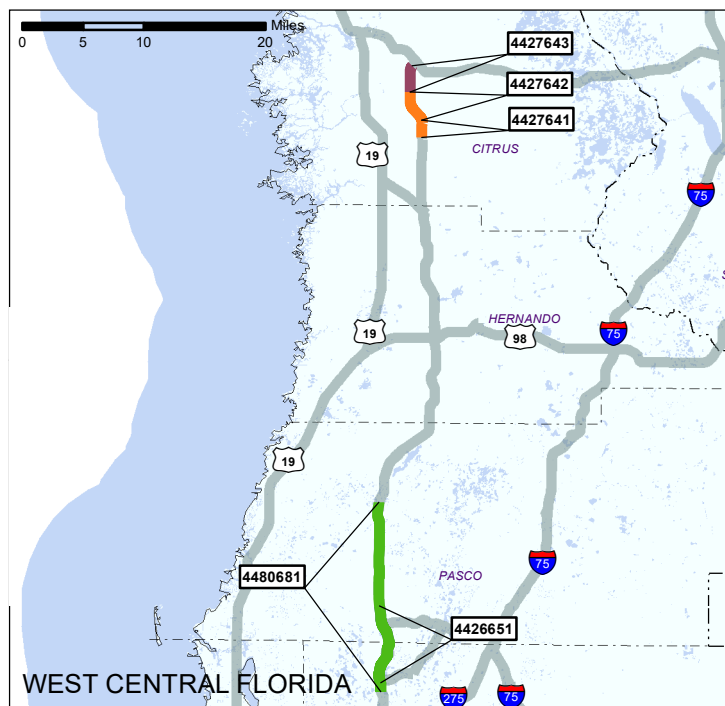 Miles
0 5 10 20
4427643
4427642
4427641
19
CITRUS
75
S
HERNANDO
19
98
75
19
75
4480681
PASCO
4426651
WEST CENTRAL FLORIDA
275
75